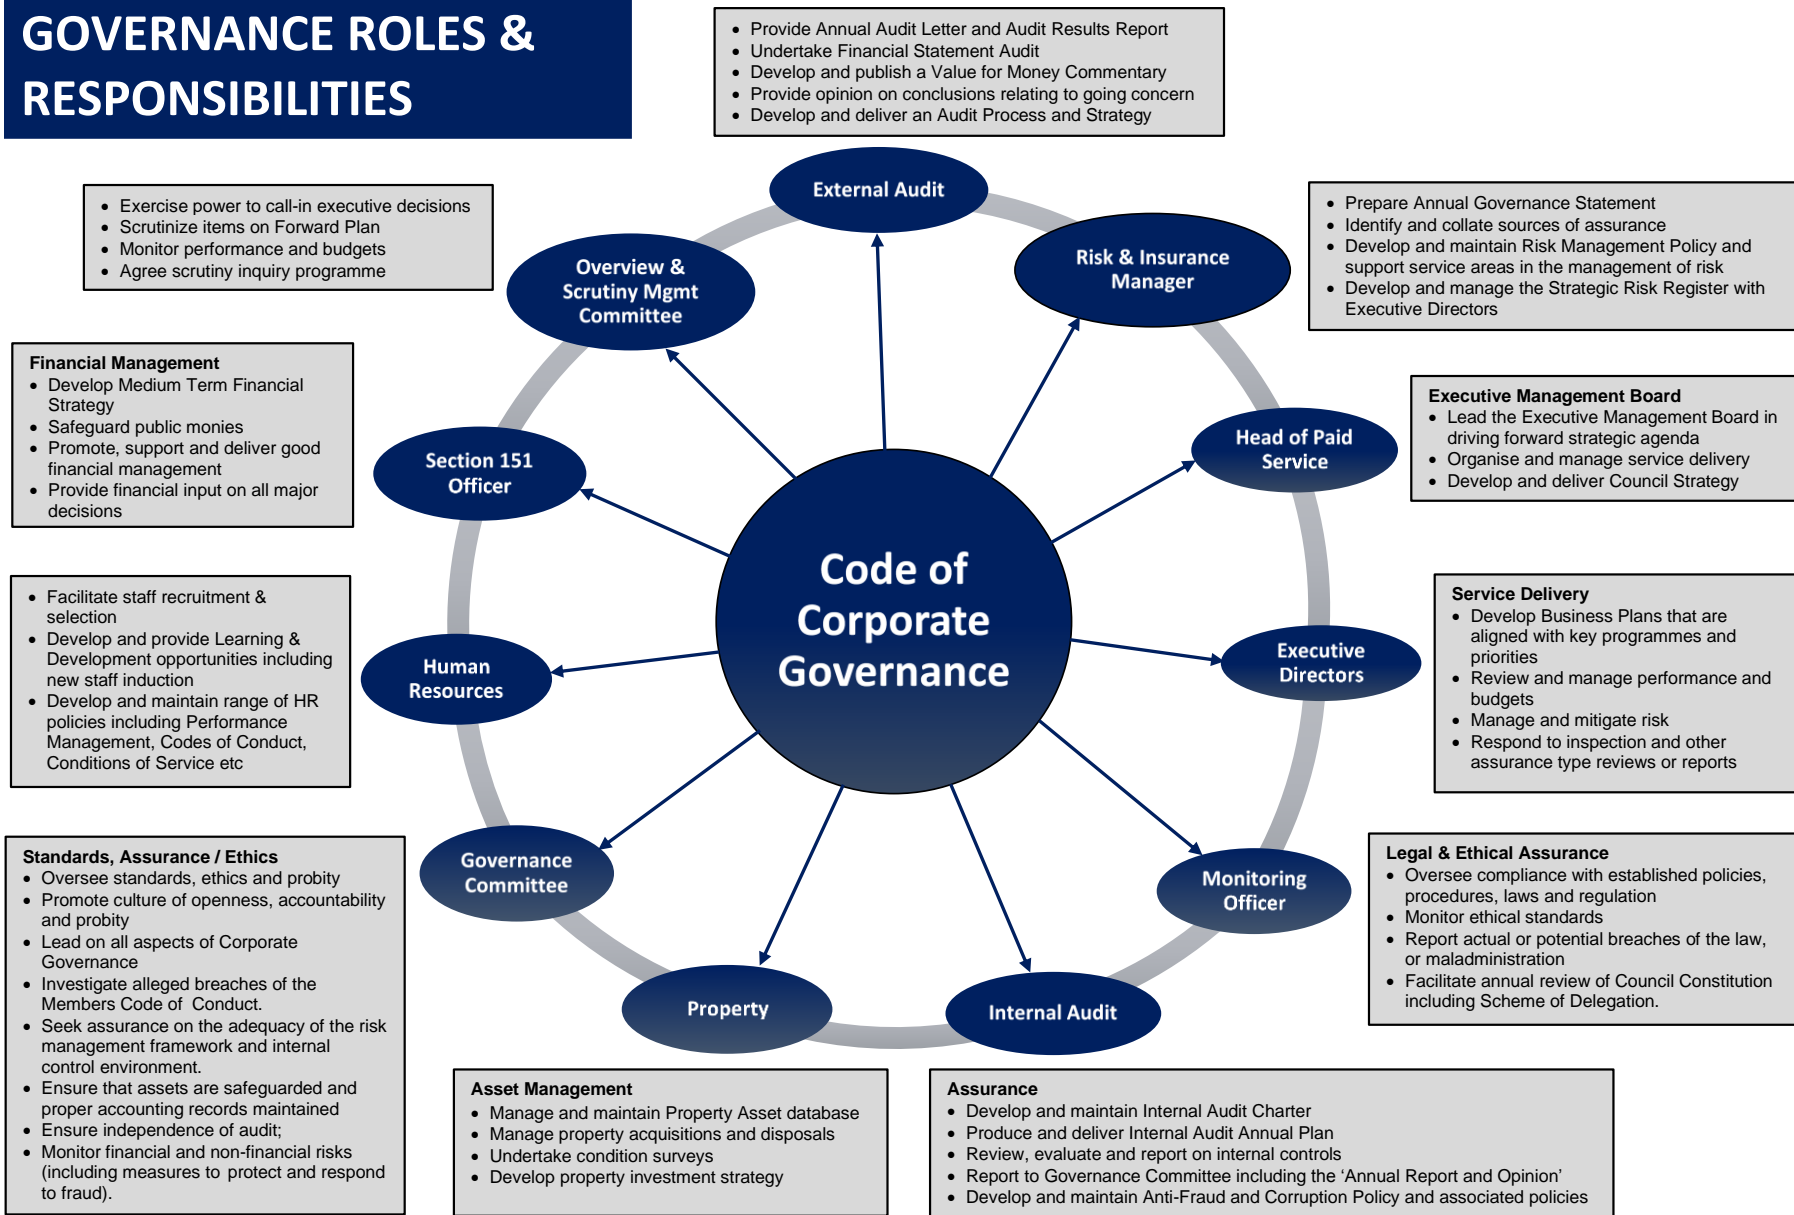 GOVERNANCE ROLES &
RESPONSIBILITIES
• Provide Annual Audit Letter and Audit Results Report
• Undertake Financial Statement Audit
• Develop and publish a Value for Money Commentary
• Provide opinion on conclusions relating to going concern
• Develop and deliver an Audit Process and Strategy
External Audit
• Exercise power to call-in executive decisions
• Scrutinize items on Forward Plan
• Monitor performance and budgets
• Agree scrutiny inquiry programme
Overview &
Scrutiny Mgmt
Committee
Risk & Insurance
Manager
• Prepare Annual Governance Statement
• Identify and collate sources of assurance
• Develop and maintain Risk Management Policy and
support service areas in the management of risk
• Develop and manage the Strategic Risk Register with
Executive Directors
Financial Management
• Develop Medium Term Financial
Strategy
• Safeguard public monies
• Promote, support and deliver good
financial management
• Provide financial input on all major
decisions
Section 151
Officer
Head of Paid
Service
Executive Management Board
• Lead the Executive Management Board in
driving forward strategic agenda
• Organise and manage service delivery
• Develop and deliver Council Strategy
Code of
Corporate
Governance
• Facilitate staff recruitment &
selection
• Develop and provide Learning &
Development opportunities including
new staff induction
• Develop and maintain range of HR
policies including Performance
Management, Codes of Conduct,
Conditions of Service etc
Human
Resources
Executive
Directors
Service Delivery
• Develop Business Plans that are
aligned with key programmes and
priorities
• Review and manage performance and
budgets
• Manage and mitigate risk
• Respond to inspection and other
assurance type reviews or reports
Standards, Assurance / Ethics
• Oversee standards, ethics and probity
• Promote culture of openness, accountability
and probity
• Lead on all aspects of Corporate
Governance
• Investigate alleged breaches of the
Members Code of Conduct.
• Seek assurance on the adequacy of the risk
management framework and internal
control environment.
• Ensure that assets are safeguarded and
proper accounting records maintained
• Ensure independence of audit;
• Monitor financial and non-financial risks
(including measures to protect and respond
to fraud).
Governance
Committee
Monitoring
Officer
Legal & Ethical Assurance
• Oversee compliance with established policies,
procedures, laws and regulation
• Monitor ethical standards
• Report actual or potential breaches of the law,
or maladministration
• Facilitate annual review of Council Constitution
including Scheme of Delegation.
Property
Internal Audit
Asset Management
• Manage and maintain Property Asset database
• Manage property acquisitions and disposals
• Undertake condition surveys
• Develop property investment strategy
Assurance
• Develop and maintain Internal Audit Charter
• Produce and deliver Internal Audit Annual Plan
• Review, evaluate and report on internal controls
• Report to Governance Committee including the ‘Annual Report and Opinion’
• Develop and maintain Anti-Fraud and Corruption Policy and associated policies